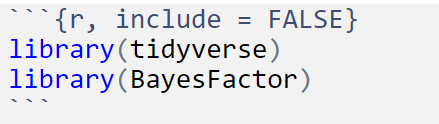 ```{r, include = FALSE}
library(tidyverse)
library(BayesFactor)
```